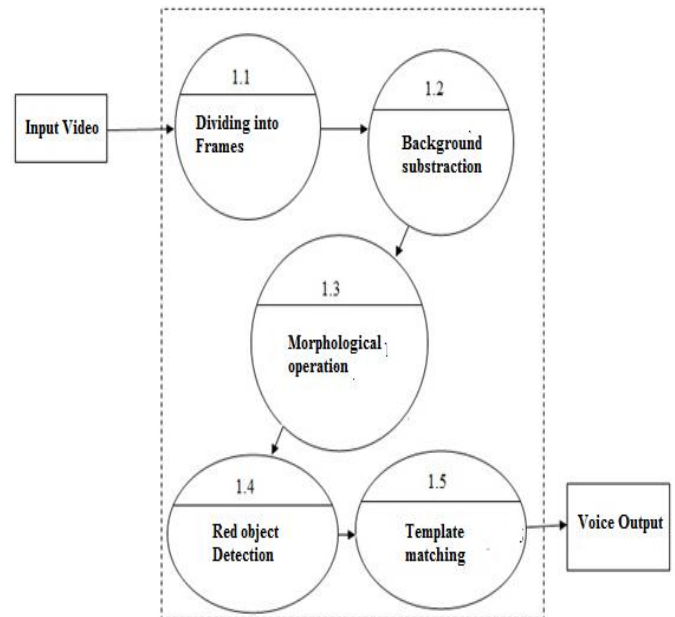 1.1
1.2
Input Video
Dividing into
Frames
Background
substraction
1.3
Morphological
operation
1.4
1.5
Red object
Detection
Template
matching
Voice Output